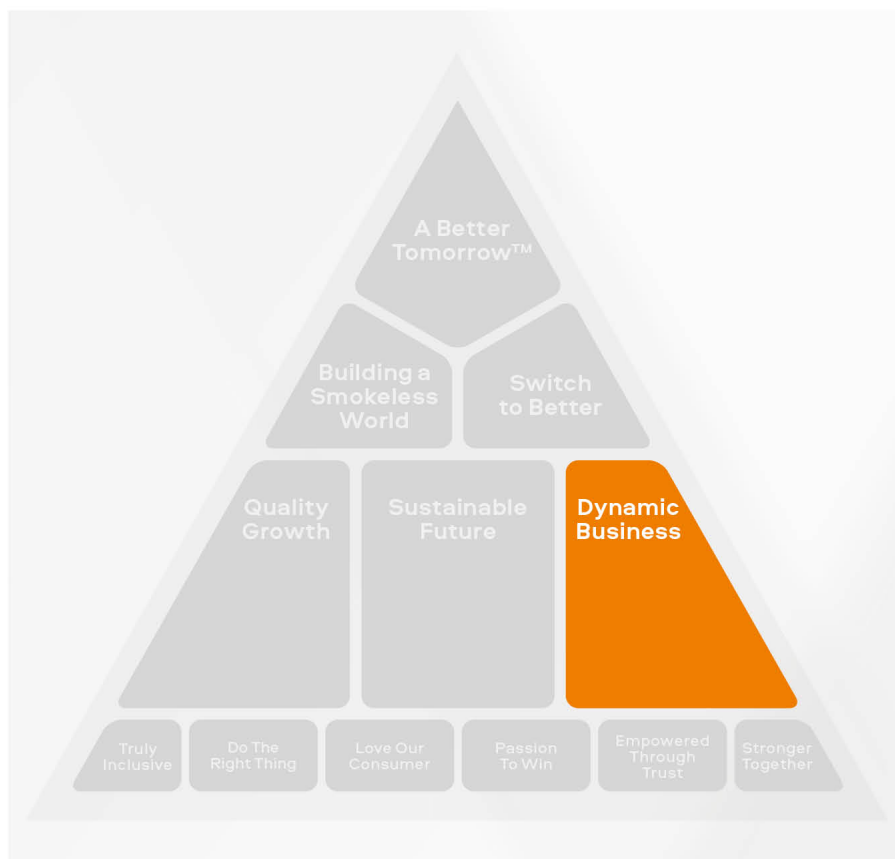 A Better
Tomorrow™
Building a
Smokeless
World
Switch
to Better
Quality
Growth
Sustainable
Future
Dynamic
Business
Truly
Inclusive
Do The
Right Thing
Love Our
Consumer
Passion
To Win
Empowered
Through
Trust
Stronger
Together